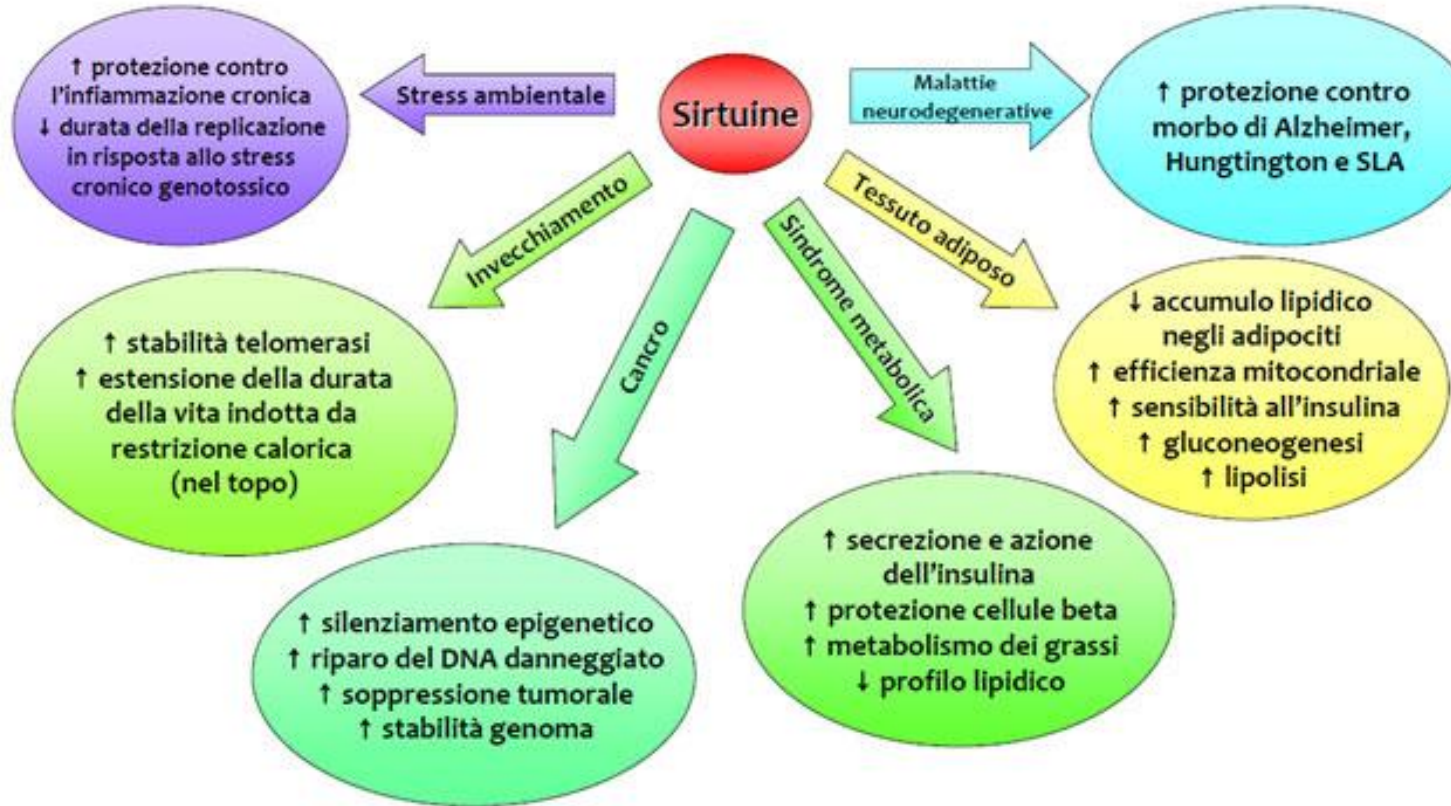 Sirtuine
Stress ambientale
↑ protezione contro
l'infiammazione cronica
↓ durata della replicazione
in risposta allo stress
cronico genotossico
Invecchiamento
↑ stabilità telomerasi
↑ estensione della durata
della vita indotta da
restrizione calorica
(nel topo)
Cancro
↑ silenziamento epigenetico
↑ riparo del DNA danneggiato
↑ soppressione tumorale
↑ stabilità genoma
Sindrome metabolica
↑ secrezione e azione
dell'insulina
↑ protezione cellule beta
↑ metabolismo dei grassi
↓ profilo lipidico
Tessuto adiposo
↓ accumulo lipidico
negli adipociti
↑ efficienza mitocondriale
↑ sensibilità all'insulina
↑ gluconeogenesi
↑ lipolisi
Malattie
neurodegenerative
↑ protezione contro
morbo di Alzheimer,
Hungtington e SLA